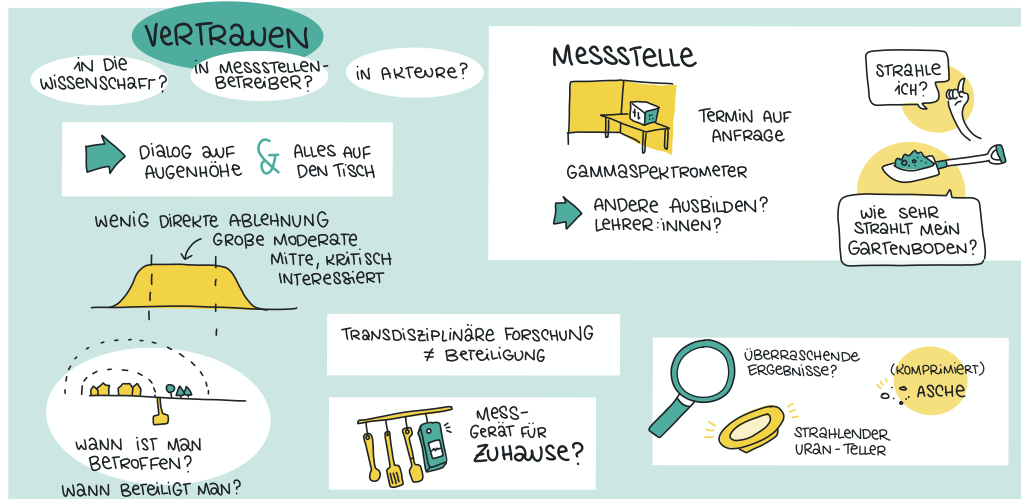 VERTRAUEN
IN DIE
WISSENSCHAFT?
IN MESSSTELLEN-
BETREIBER?
IN AKTEURE?
DIALOG AUF
AUGENHÖHE
&
ALLES AUF
DEN TISCH
WENIG DIREKTE ABLEHNUNG
GROßE MODERATE
MITTE, KRITISCH
INTERESSIERT
WANN IST MAN
BETROFFEN?
WANN BETEILIGT MAN?
MESSSTELLE
TERMIN AUF
ANFRAGE
GAMMASPEKTROMETER
ANDERE AUSBILDEN?
LEHRER:INNEN?
STRAHLE
ICH?
WIE SEHR
STRAHLT MEIN
GARTENBODEN?
TRANSDISZIPLINÄRE FORSCHUNG
≠ BETEILIGUNG
MESS-
GERÄT FÜR
ZUHAUSE?
ÜBERRASCHENDE
ERGEBNISSE?
(KOMPRIMIERT)
ASCHE
STRAHLENDER
URAN-TELLER